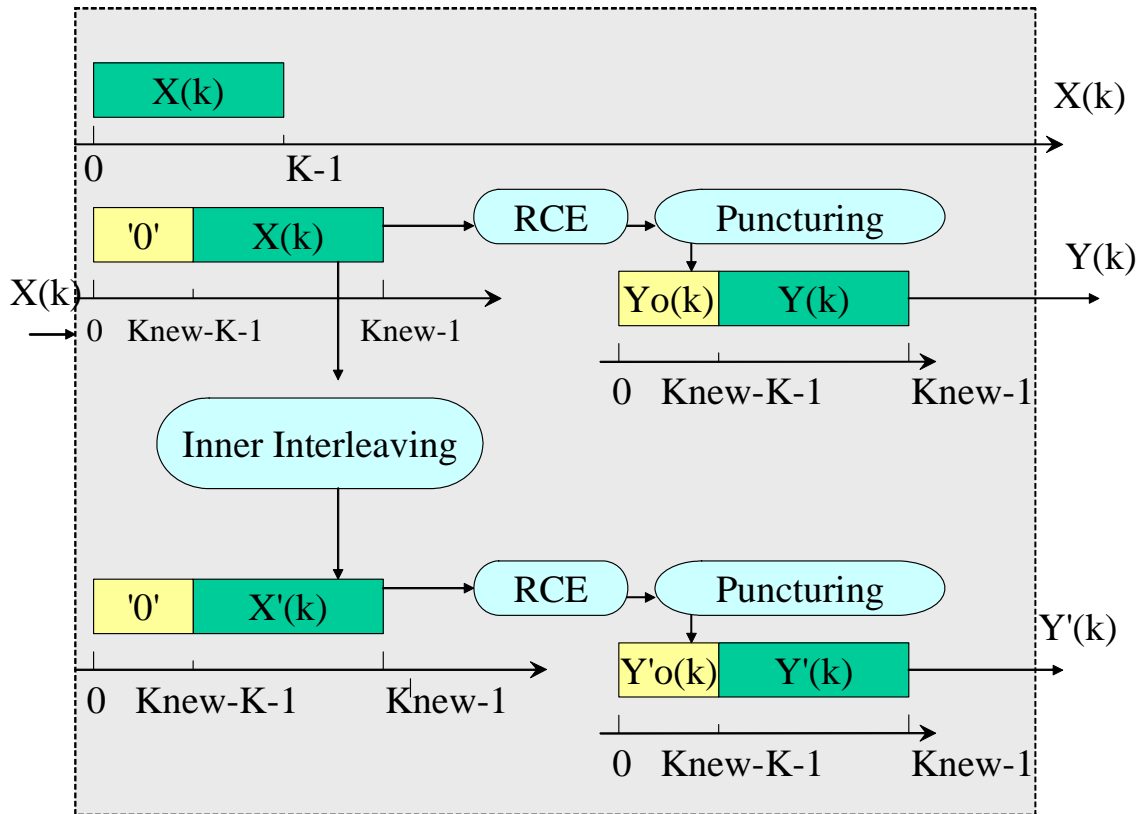 X(k)
X(k)
0 K-1
RCE Puncturing
'0' X(k)
Y(k)
X(k)
Yo(k) Y(k)
0 Knew-K-1 Knew-1
0 Knew-K-1 Knew-1
Inner Interleaving
RCE Puncturing
'0' X'(k)
Y'(k)
Y'o(k) Y'(k)
0 Knew-K-1 Knew-1
0 Knew-K-1 Knew-1